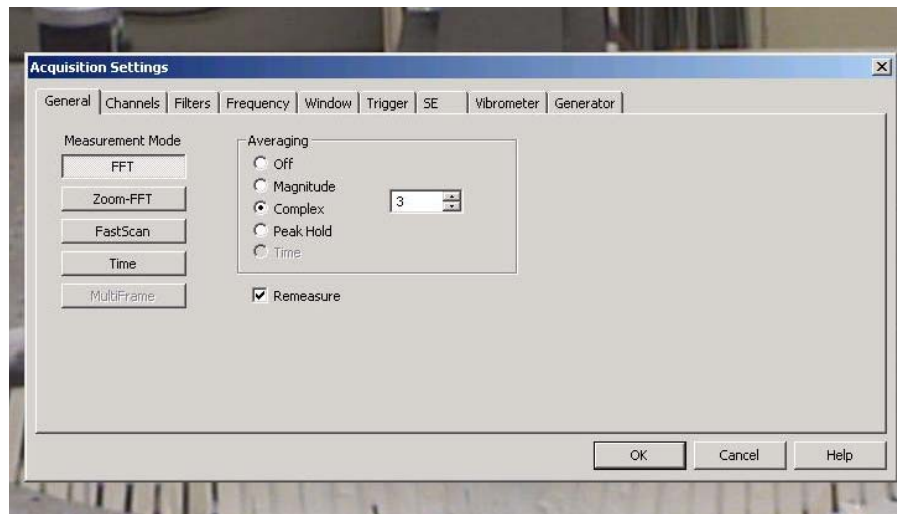 Acquisition Settings
General Channels Filters Frequency Window Trigger SE Vibrometer Generator
Measurement Mode
FFT
Zoom-FFT
FastScan
Time
MultiFrame
Averaging
Off
Magnitude
Complex
Peak Hold
Time
3
Remeasure
OK Cancel Help